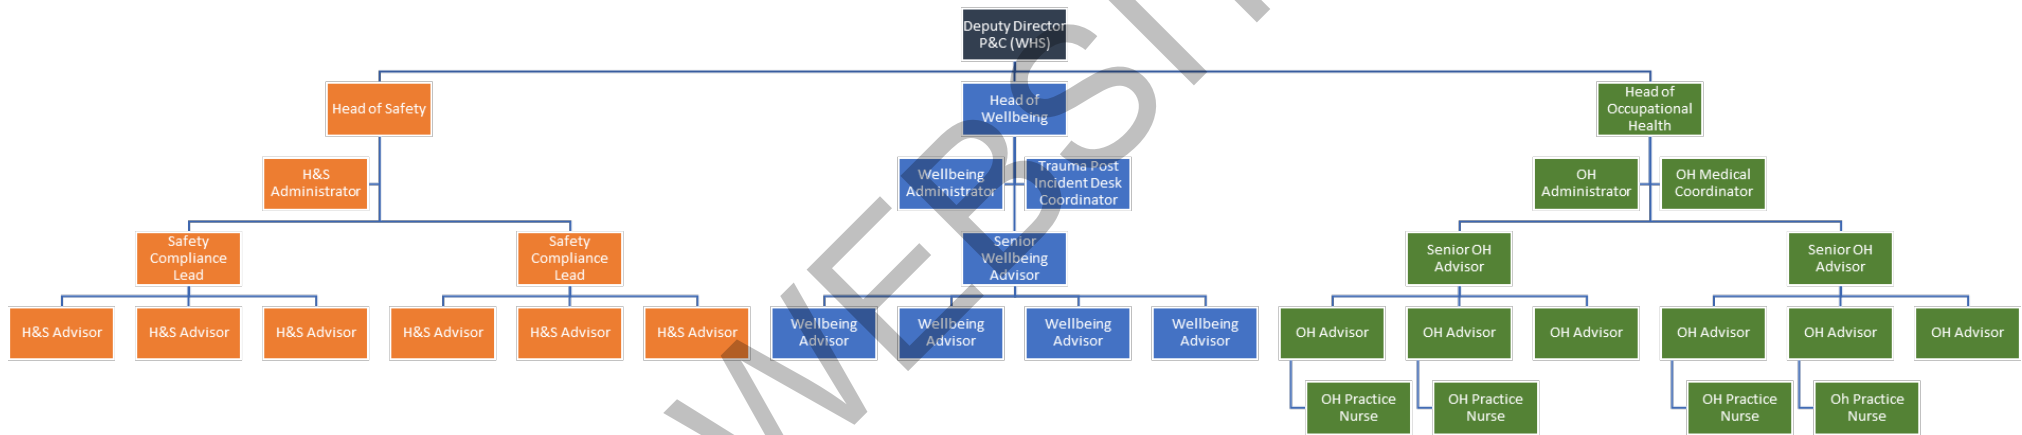 Deputy Director
P&C (WHS)
Head of Safety
Head of
Wellbeing
Head of
Occupational
Health
H&S
Administrator
Wellbeing
Administrator
Trauma Post
Incident Desk
Coordinator
OH
Administrator
OH Medical
Coordinator
Safety
Compliance
Lead
Safety
Compliance
Lead
Senior
Wellbeing
Advisor
Senior OH
Advisor
Senior OH
Advisor
H&S Advisor
H&S Advisor
H&S Advisor
H&S Advisor
H&S Advisor
H&S Advisor
Wellbeing
Advisor
Wellbeing
Advisor
Wellbeing
Advisor
Wellbeing
Advisor
OH Advisor
OH Advisor
OH Advisor
OH Advisor
OH Advisor
OH Advisor
OH Practice
Nurse
OH Practice
Nurse
OH Practice
Nurse
Oh Practice
Nurse
WEBSI